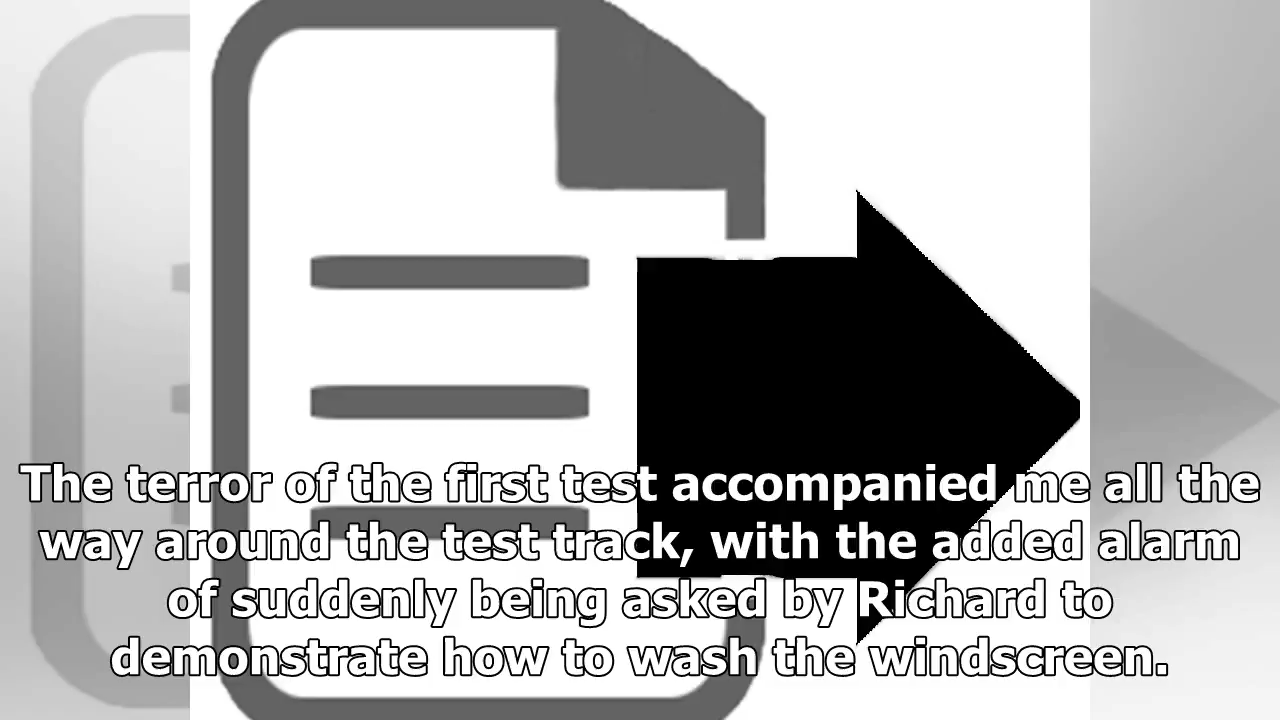 The terror of the first test accompanied me all the
way around the test track, with the added alarm
of suddenly being asked by Richard to
demonstrate how to wash the windscreen.